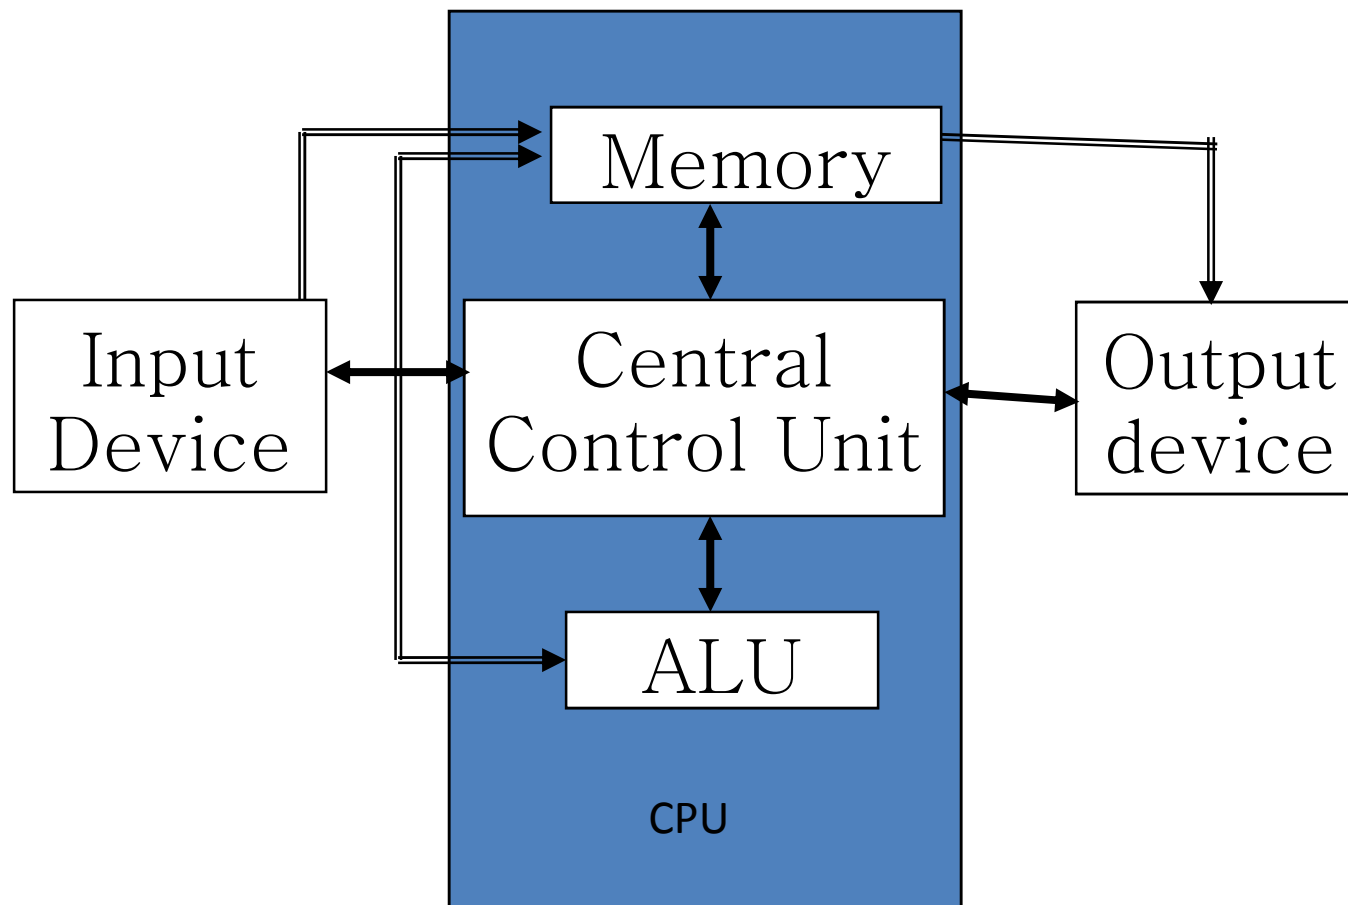 Memory
Input
Device
Central
Control Unit
Output
device
ALU
CPU